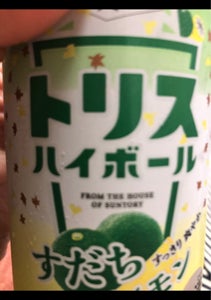 トリス
ハイボール
FROM THE HOUSE
OF SUNTORY
すだち
すっきり爽やか
モン